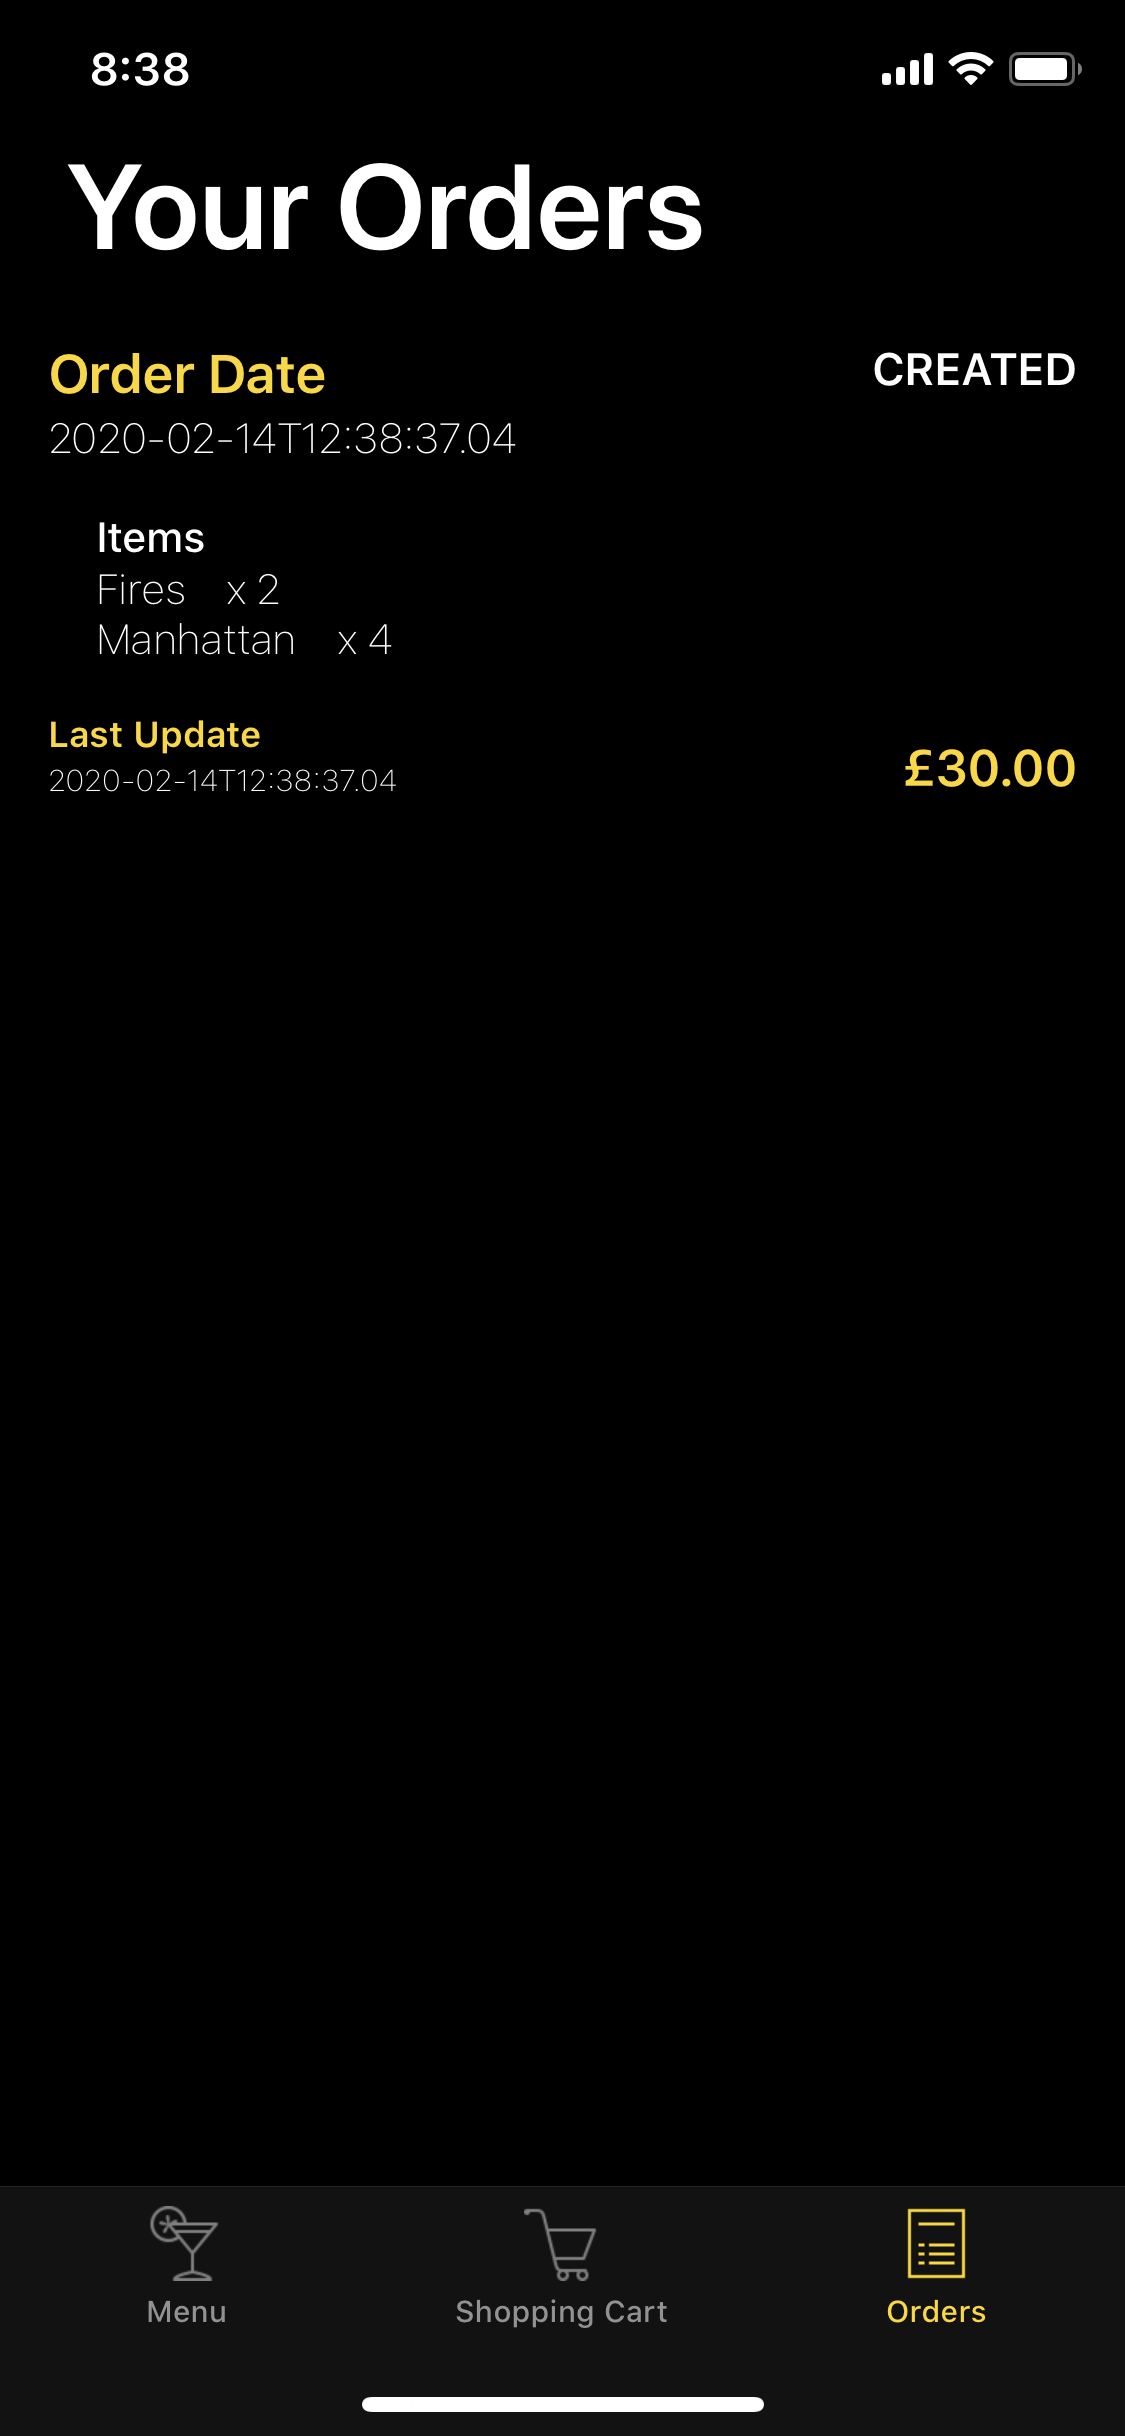 8:38
Your Orders
Order Date
CREATED
2020-02-14T12:38:37.04
Items
Fires x 2
Manhattan x 4
Last Update
2020-02-14T12:38:37.04
£30.00
Menu
Shopping Cart
Orders